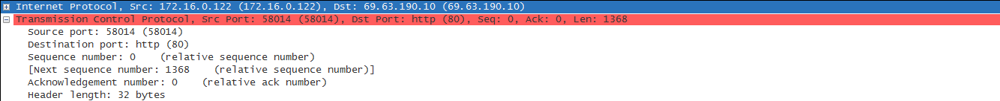 Internet Protocol, Src: 172.16.0.122 (172.16.0.122), Dst: 69.63.190.10 (69.63.190.10)
Transmission Control Protocol, Src Port: 58014 (58014), Dst Port: http (80), Seq: 0, Ack: 0, Len: 1368
Source port: 58014 (58014)
Destination port: http (80)
Sequence number: 0    (relative sequence number)
[Next sequence number: 1368    (relative sequence number)]
Acknowledgement number: 0    (relative ack number)
Header length: 32 bytes